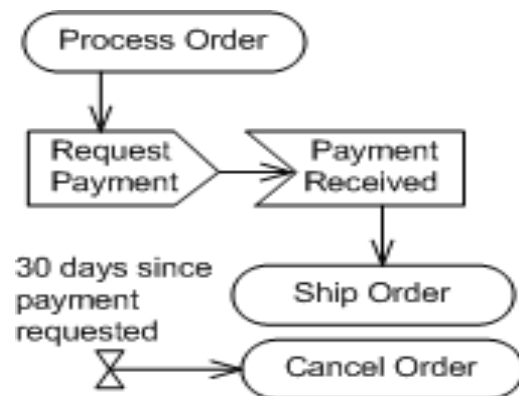 Process Order
Request
Payment
Payment
Received
30 days since
payment
requested
Ship Order
Cancel Order